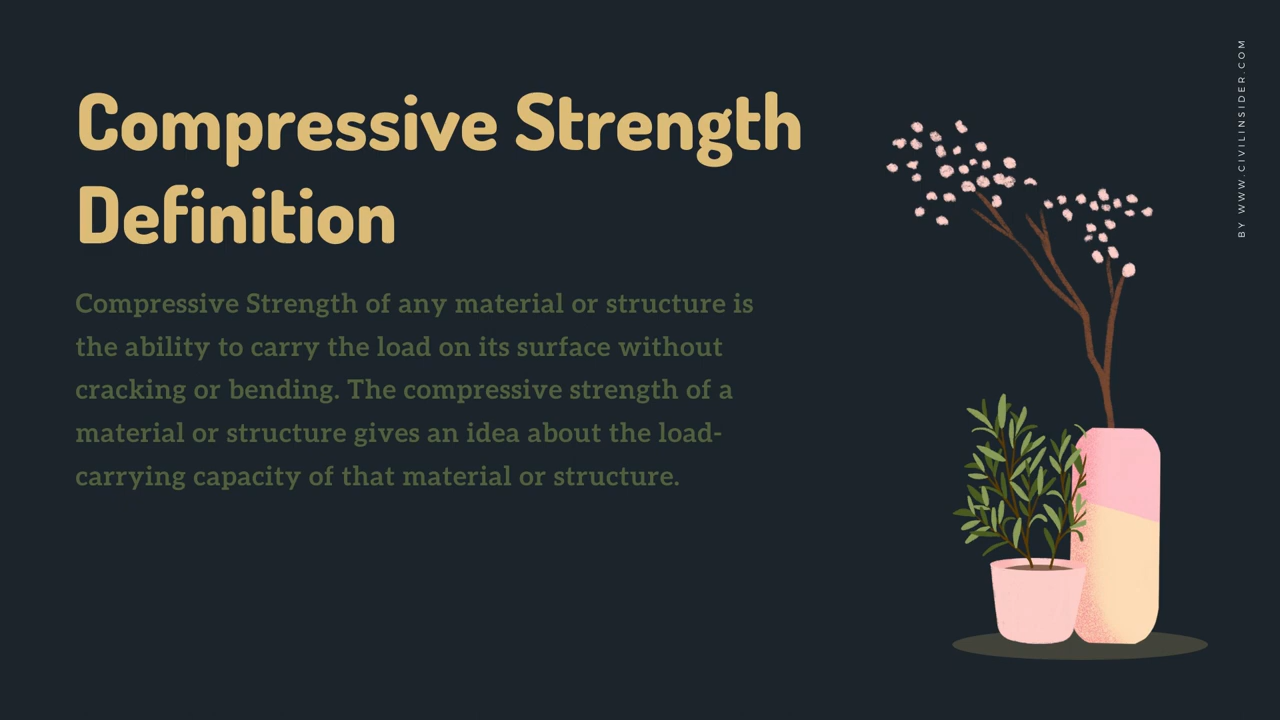 Compressive Strength
Definition
Compressive Strength of any material or structure is
the ability to carry the load on its surface without
cracking or bending. The compressive strength of a
material or structure gives an idea about the load-
carrying capacity of that material or structure.
BY WWW.CIVILINSIDER.COM